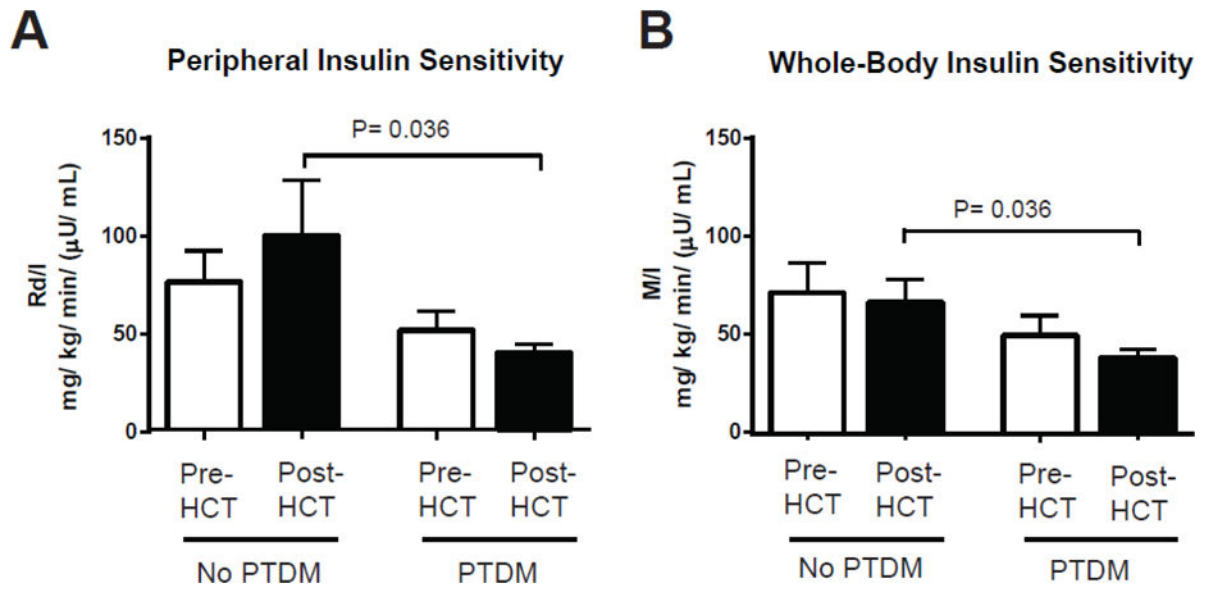 A
Peripheral Insulin Sensitivity
P= 0.036
150
100
50
0
Rd/I
mg/ kg/ min/ (μU/ mL)
Pre-
HCT
Post-
HCT
Pre-
HCT
Post-
HCT
No PTDM
PTDM
B
Whole-Body Insulin Sensitivity
P= 0.036
150
100
50
0
M/I
mg/ kg/ min/ (μU/ mL)
Pre-
HCT
Post-
HCT
Pre-
HCT
Post-
HCT
No PTDM
PTDM